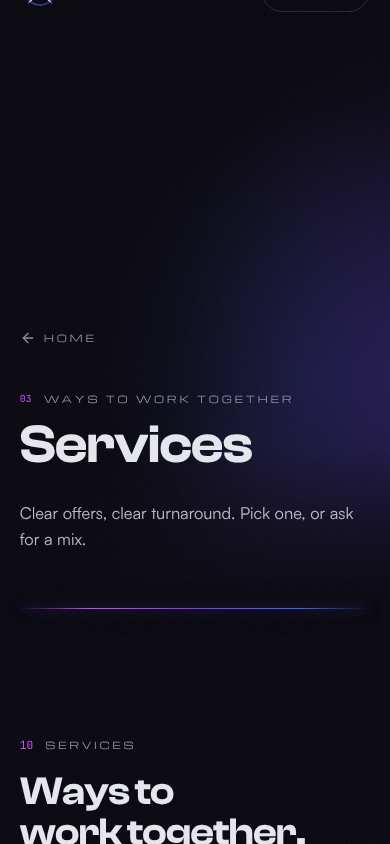 HOME
03 WAYS TO WORK TOGETHER
Services
Clear offers, clear turnaround. Pick one, or ask
for a mix.
10 SERVICES
Ways to
work together.